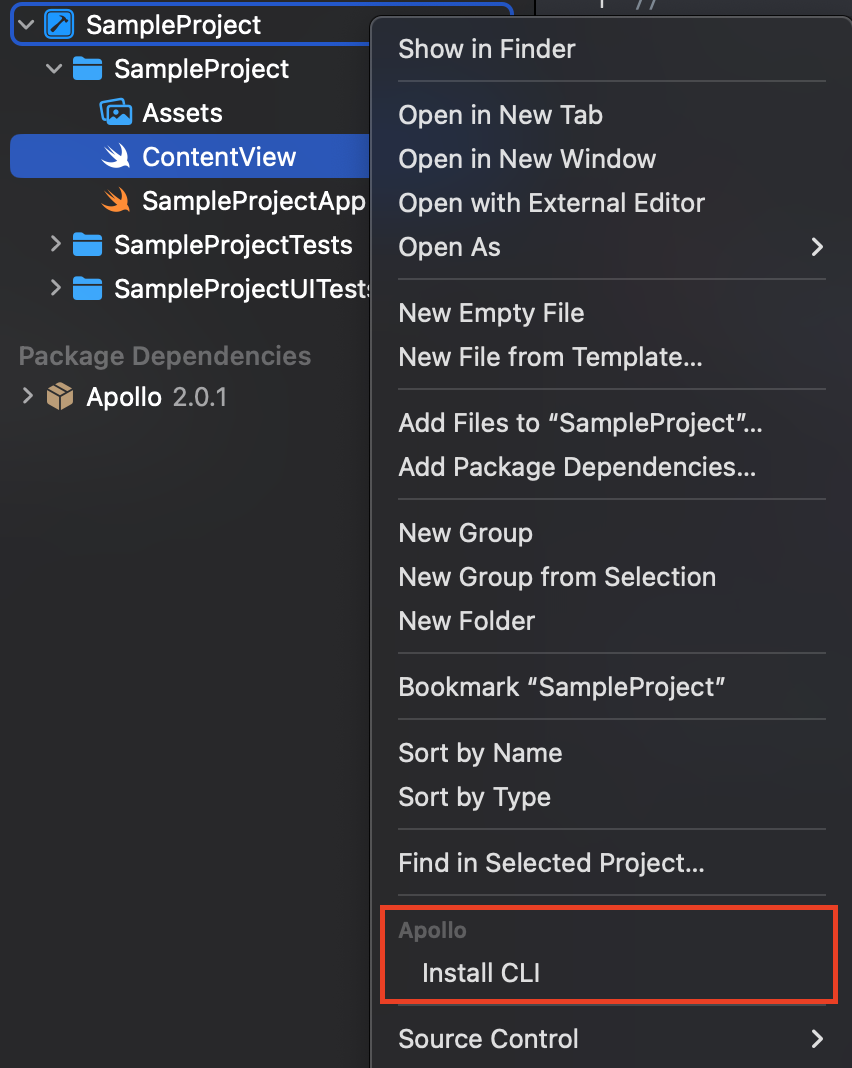 SampleProject
SampleProject
Assets
ContentView
SampleProjectApp
SampleProjectTests
SampleProjectUITests
Package Dependencies
Apollo 2.0.1
//
Show in Finder
Open in New Tab
Open in New Window
Open with External Editor
Open As
New Empty File
New File from Template...
Add Files to “SampleProject”...
Add Package Dependencies...
New Group
New Group from Selection
New Folder
Bookmark “SampleProject”
Sort by Name
Sort by Type
Find in Selected Project...
Apollo
Install CLI
Source Control